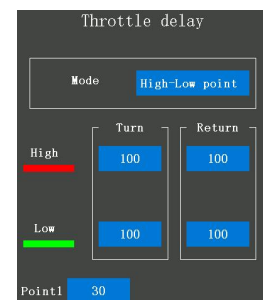 Throttle delay
Mode High-Low point
Turn Return
High 100 100
Low 100 100
Point1 30